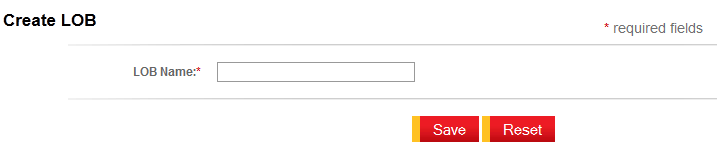 Create LOB
* required fields
LOB Name:*
Save Reset